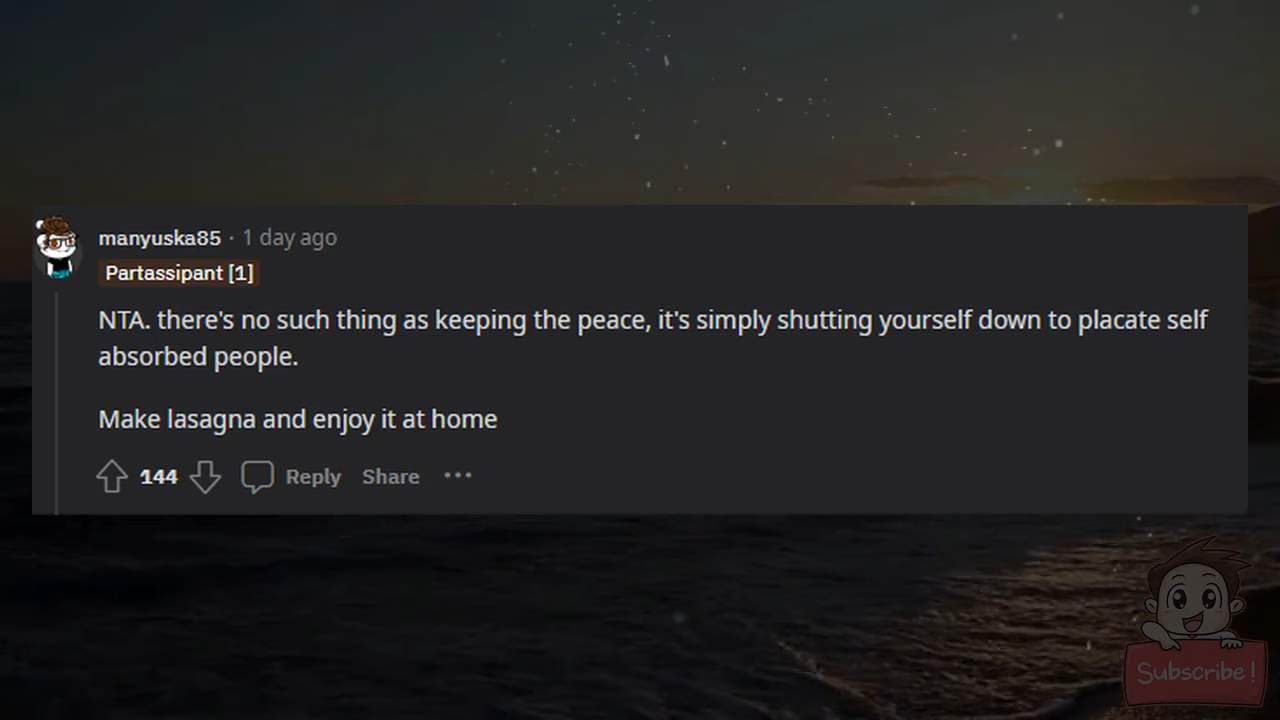 manyuska85 · 1 day ago
Partassipant [1]
NTA. there's no such thing as keeping the peace, it's simply shutting yourself down to placate self
absorbed people.
Make lasagna and enjoy it at home
144 Reply Share ···
Subscribe!